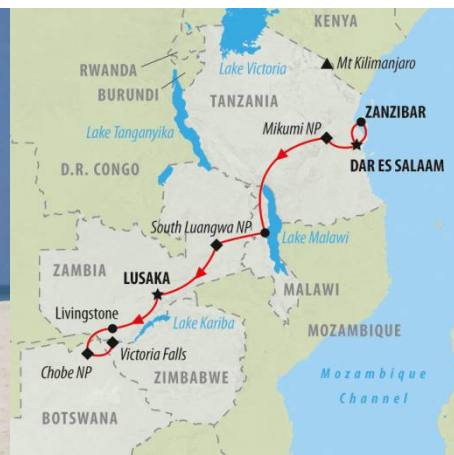 KENYA
RWANDA
Lake Victoria
Mt Kilimanjaro
BURUNDI
TANZANIA
ZANZIBAR
Lake Tanganyika
Mikumi NP
DAR ES SALAAM
D.R. CONGO
South Luangwa NP
Lake Malawi
ZAMBIA
LUSAKA
MALAWI
Livingstone
Lake Kariba
MOZAMBIQUE
Victoria Falls
Chobe NP
ZIMBABWE
Mozambique
Channel
BOTSWANA